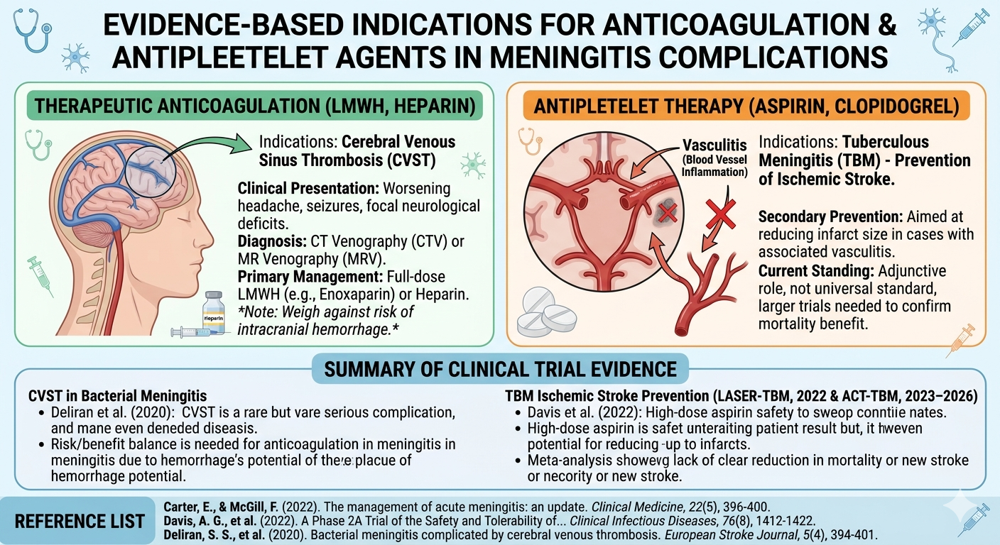 EVIDENCE-BASED INDICATIONS FOR ANTICOAGULATION &
ANTIPLEETELET AGENTS IN MENINGITIS COMPLICATIONS
THERAPEUTIC ANTICOAGULATION (LMWH, HEPARIN)
Indications: Cerebral Venous
Sinus Thrombosis (CVST)
Clinical Presentation: Worsening
headache, seizures, focal neurological
deficits.
Diagnosis: CT Venography (CTV) or
MR Venography (MRV).
Primary Management: Full-dose
LMWH (e.g., Enoxaparin) or Heparin.
*Note: Weigh against risk of
intracranial hemorrhage.*
Heparin
ANTIPLETELET THERAPY (ASPIRIN, CLOPIDOGREL)
Vasculitis
(Blood Vessel
Inflammation)
Indications: Tuberculous
Meningitis (TBM) - Prevention
of Ischemic Stroke.
Secondary Prevention: Aimed at
reducing infarct size in cases with
associated vasculitis.
Current Standing: Adjunctive
role, not universal standard,
larger trials needed to confirm
mortality benefit.
SUMMARY OF CLINICAL TRIAL EVIDENCE
CVST in Bacterial Meningitis
• Deliran et al. (2020): CVST is a rare but vare serious complication,
and mane even deneded diseasis.
• Risk/benefit balance is needed for anticoagulation in meningitis in
meningitis due to hemorrhage's potential of the placue of
hemorrhage potential.
TBM Ischemic Stroke Prevention (LASER-TBM, 2022 & ACT-TBM, 2023–2026)
• Davis et al. (2022): High-dose aspirin safety to sweop nates.
• High-dose aspirin is safet unteraiting patient result but, it hweven
potential for reducing -up to infarcts.
• Meta-analysis showevg lack of clear reduction in mortality or new stroke
or necority or new stroke.
REFERENCE LIST
Carter, E., & McGill, F. (2022). The management of acute meningitis: an update. Clinical Medicine, 22(5), 396-400.
Davis, A. G., et al. (2022). A Phase 2A Trial of the Safety and Tolerability of... Clinical Infectious Diseases, 76(8), 1412-1422.
Deliran, S. S., et al. (2020). Bacterial meningitis complicated by cerebral venous thrombosis. European Stroke Journal, 5(4), 394-401.